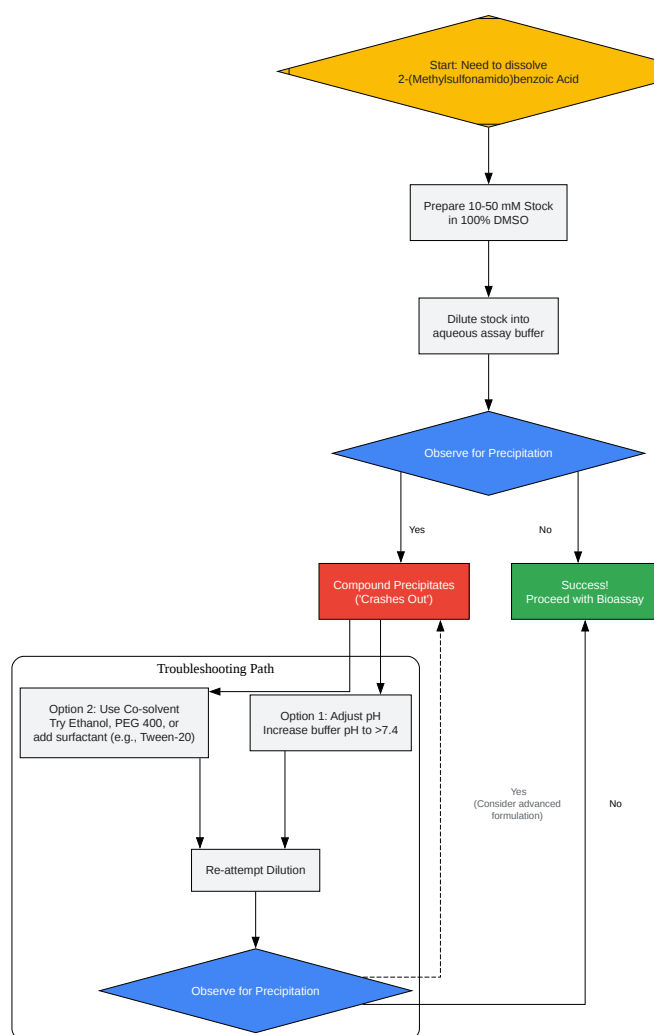 Start: Need to dissolve
2-(Methylsulfonamido)benzoic Acid
Prepare 10-50 mM Stock
in 100% DMSO
Dilute stock into
aqueous assay buffer
Observe for Precipitation
Yes
No
Compound Precipitates
('Crashes Out')
Success!
Proceed with Bioassay
Troubleshooting Path
Option 2: Use Co-solvent
Try Ethanol, PEG 400, or
add surfactant (e.g., Tween-20)
Option 1: Adjust pH
Increase buffer pH to >7.4
Yes
(Consider advanced
formulation)
No
Re-attempt Dilution
Observe for Precipitation